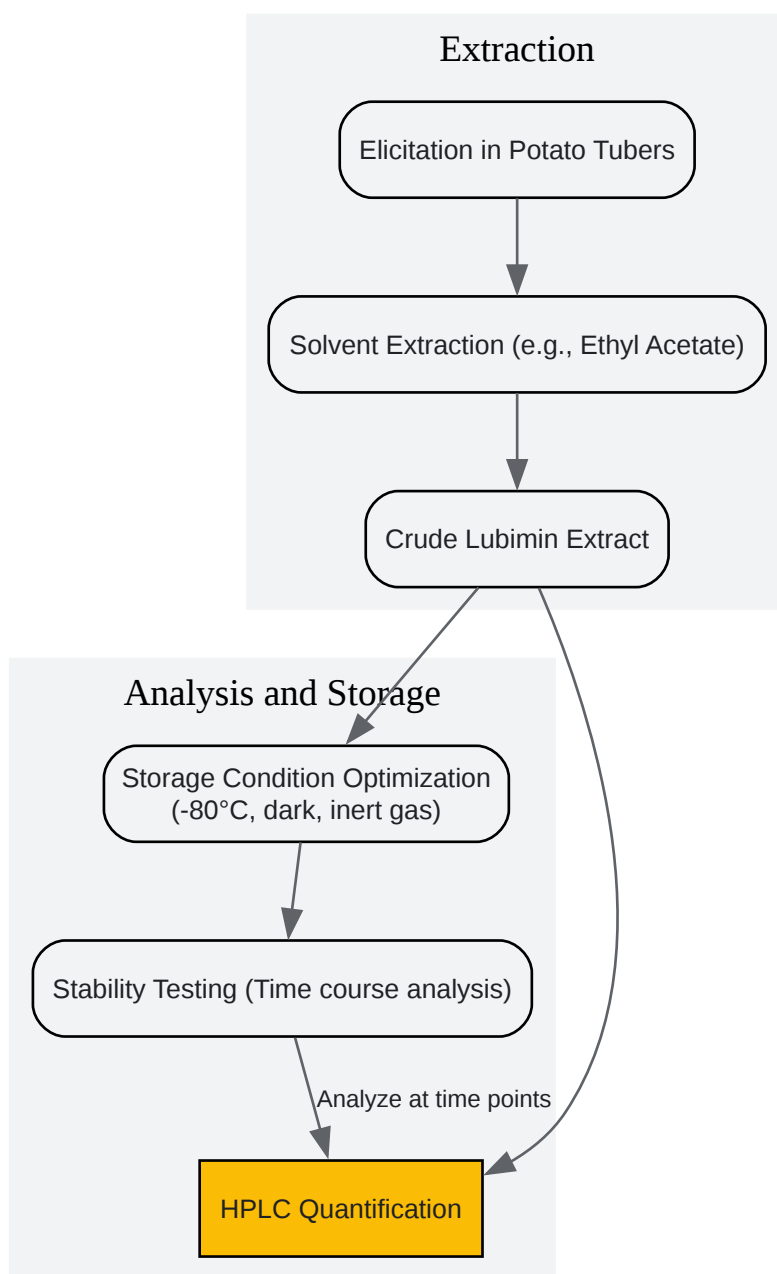 Extraction
Elicitation in Potato Tubers
Solvent Extraction (e.g., Ethyl Acetate)
Crude Lubimin Extract
Analysis and Storage
Storage Condition Optimization
(-80°C, dark, inert gas)
Stability Testing (Time course analysis)
Analyze at time points
HPLC Quantification